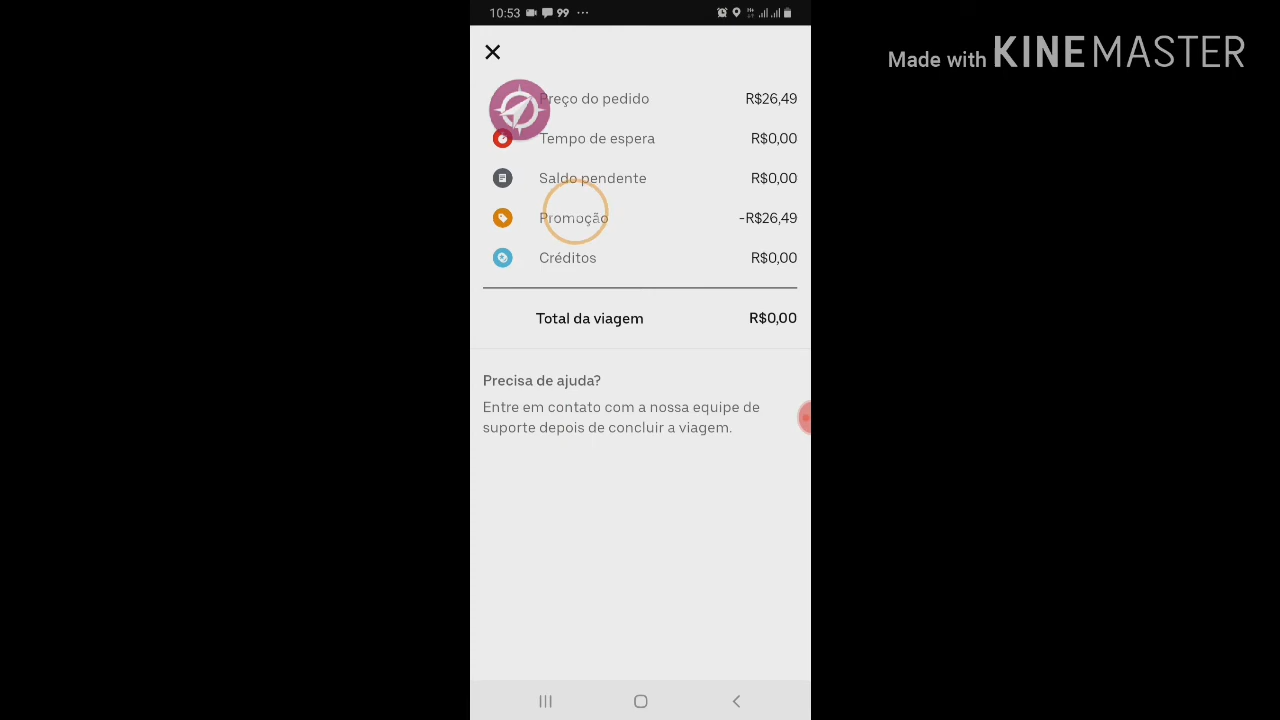 10:53 99 ...
Made with KINEMASTER
Preço do pedido R$26,49
Tempo de espera R$0,00
Saldo pendente R$0,00
Promoção -R$26,49
Créditos R$0,00
Total da viagem R$0,00
Precisa de ajuda?
Entre em contato com a nossa equipe de
suporte depois de concluir a viagem.